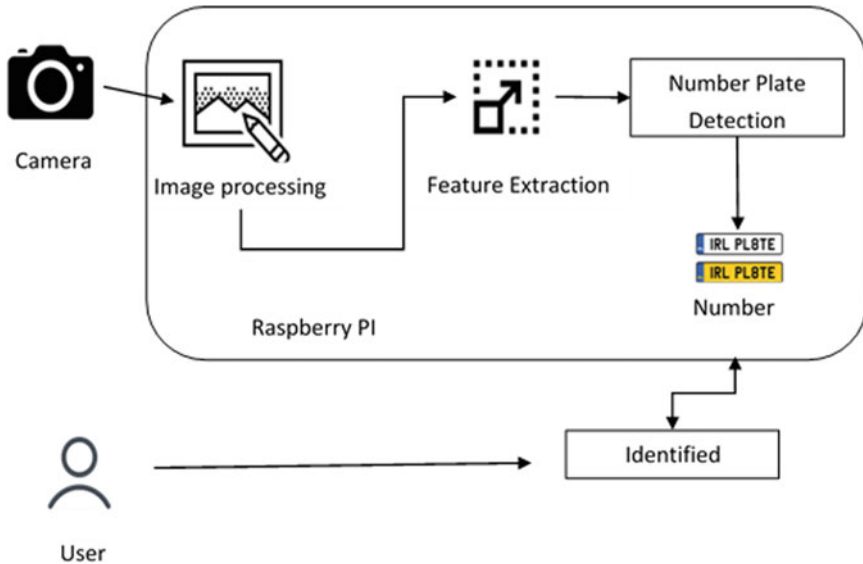 Camera
Image processing
Feature Extraction
Number Plate
Detection
IRL PL8TE
IRL PL8TE
Number
Raspberry PI
Identified
User